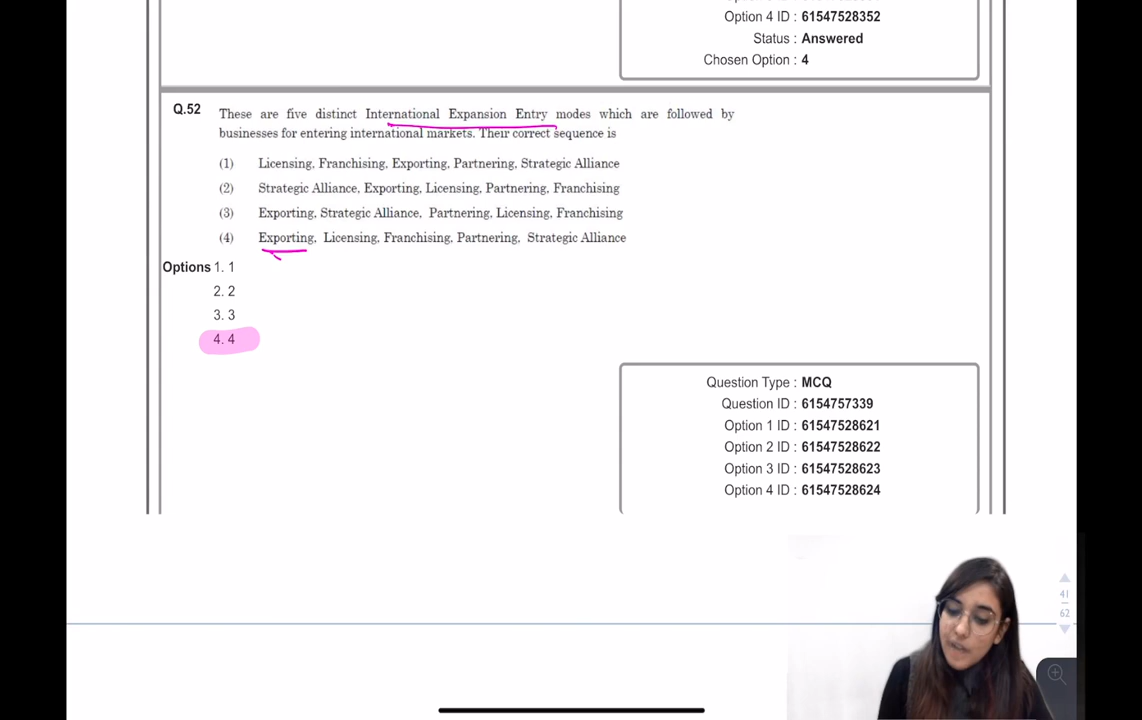 Option 4 ID : 61547528352
Status : Answered
Chosen Option : 4
Q.52 These are five distinct International Expansion Entry modes which are followed by
businesses for entering international markets. Their correct sequence is
(1) Licensing, Franchising, Exporting, Partnering, Strategic Alliance
(2) Strategic Alliance, Exporting, Licensing, Partnering, Franchising
(3) Exporting, Strategic Alliance, Partnering, Licensing, Franchising
(4) Exporting, Licensing, Franchising, Partnering, Strategic Alliance
Options 1. 1
2. 2
3. 3
4. 4
Question Type : MCQ
Question ID : 6154757339
Option 1 ID : 61547528621
Option 2 ID : 61547528622
Option 3 ID : 61547528623
Option 4 ID : 61547528624
41
62